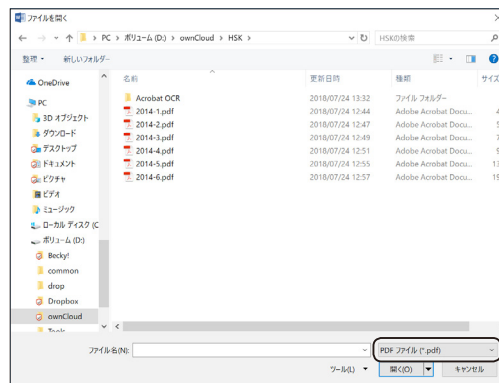 ファイルを開く
PC › ボリューム (D:) › ownCloud › HSK ›
HSKの検索
整理
新しいフォルダー
名前
更新日時
種類
サイズ
OneDrive
PC
3D オブジェクト
ダウンロード
デスクトップ
ドキュメント
ピクチャ
ビデオ
ミュージック
ローカル ディスク (C
ボリューム (D:)
Becky!
common
drop
Dropbox
ownCloud
Tools
Acrobat OCR 2018/07/24 13:32 ファイル フォルダー
2014-1.pdf 2018/07/24 12:44 Adobe Acrobat Docu... 4
2014-2.pdf 2018/07/24 12:47 Adobe Acrobat Docu...
2014-3.pdf 2018/07/24 12:49 Adobe Acrobat Docu... 7
2014-4.pdf 2018/07/24 12:51 Adobe Acrobat Docu... 9
2014-5.pdf 2018/07/24 12:55 Adobe Acrobat Docu... 13
2014-6.pdf 2018/07/24 12:57 Adobe Acrobat Docu... 19
ファイル名(N):
PDF ファイル (*.pdf)
ツール(L)
開く(O)
キャンセル